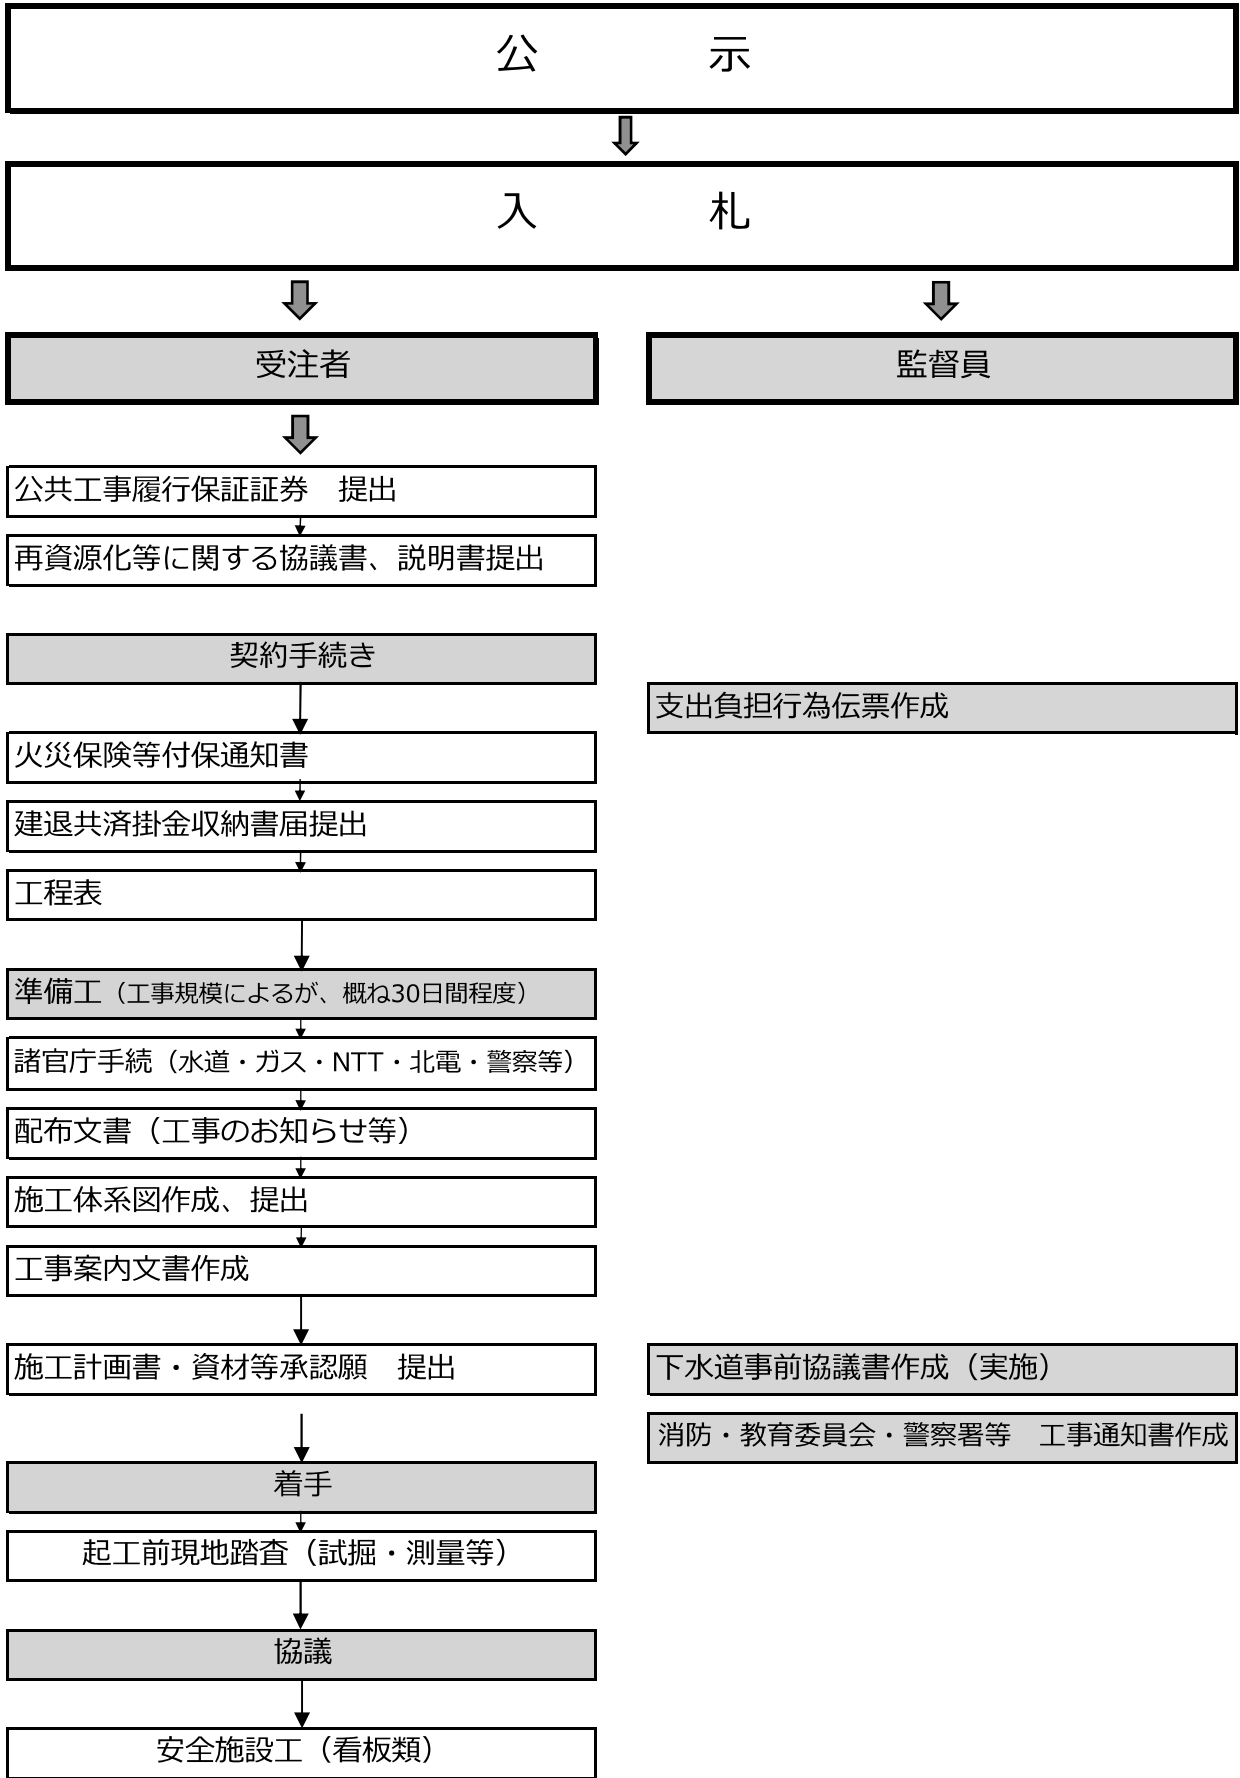 公　示
入　札
受注者
監督員
公共工事履行保証証券　提出
再資源化等に関する協議書、説明書提出
契約手続き
支出負担行為伝票作成
火災保険等付保通知書
建退共済掛金収納書届提出
工程表
準備工（工事規模によるが、概ね30日間程度）
諸官庁手続（水道・ガス・NTT・北電・警察等）
配布文書（工事のお知らせ等）
施工体系図作成、提出
工事案内文書作成
施工計画書・資材等承認願　提出
下水道事前協議書作成（実施）
消防・教育委員会・警察署等　工事通知書作成
着手
起工前現地踏査（試掘・測量等）
協議
安全施設工（看板類）